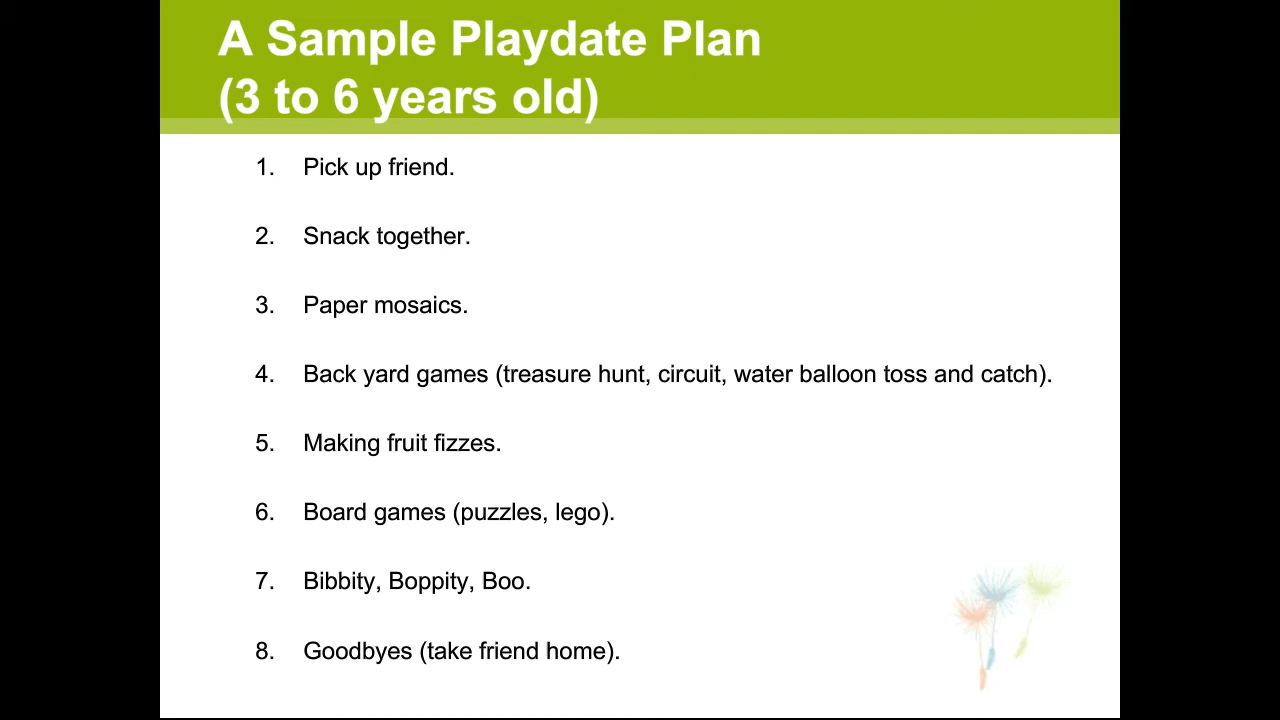 A Sample Playdate Plan
(3 to 6 years old)
1. Pick up friend.
2. Snack together.
3. Paper mosaics.
4. Back yard games (treasure hunt, circuit, water balloon toss and catch).
5. Making fruit fizzes.
6. Board games (puzzles, lego).
7. Bibbity, Boppity, Boo.
8. Goodbyes (take friend home).